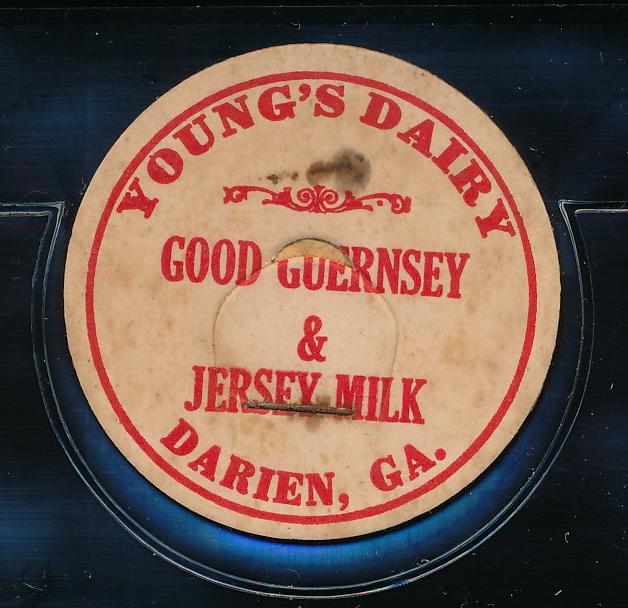 YOUNG'S DAIRY
GOOD GUERNSEY
&
JERSEY MILK
DARIEN, GA.